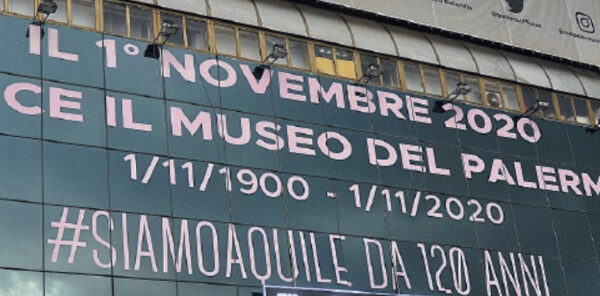 IL 1° NOVEMBRE 2020
CE IL MUSEO DEL PALERM
1/11/1900 - 1/11/2020
#SIAMOAQUILE DA 120 ANNI